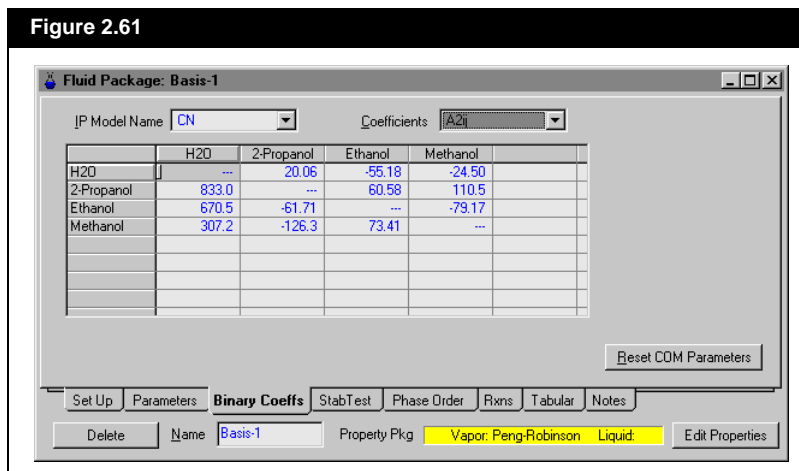 Figure 2.61
Fluid Package: Basis-1
IP Model Name CN Coefficients A2ij
H2O 2-Propanol Ethanol Methanol
H2O --- 20.06 -55.18 -24.50
2-Propanol 833.0 --- 60.58 110.5
Ethanol 670.5 -61.71 --- -79.17
Methanol 307.2 -126.3 73.41 ---
Reset COM Parameters
Set Up Parameters Binary Coeffs StabTest Phase Order Rxns Tabular Notes
Delete Name Basis-1 Property Pkg Vapor: Peng-Robinson Liquid: Edit Properties